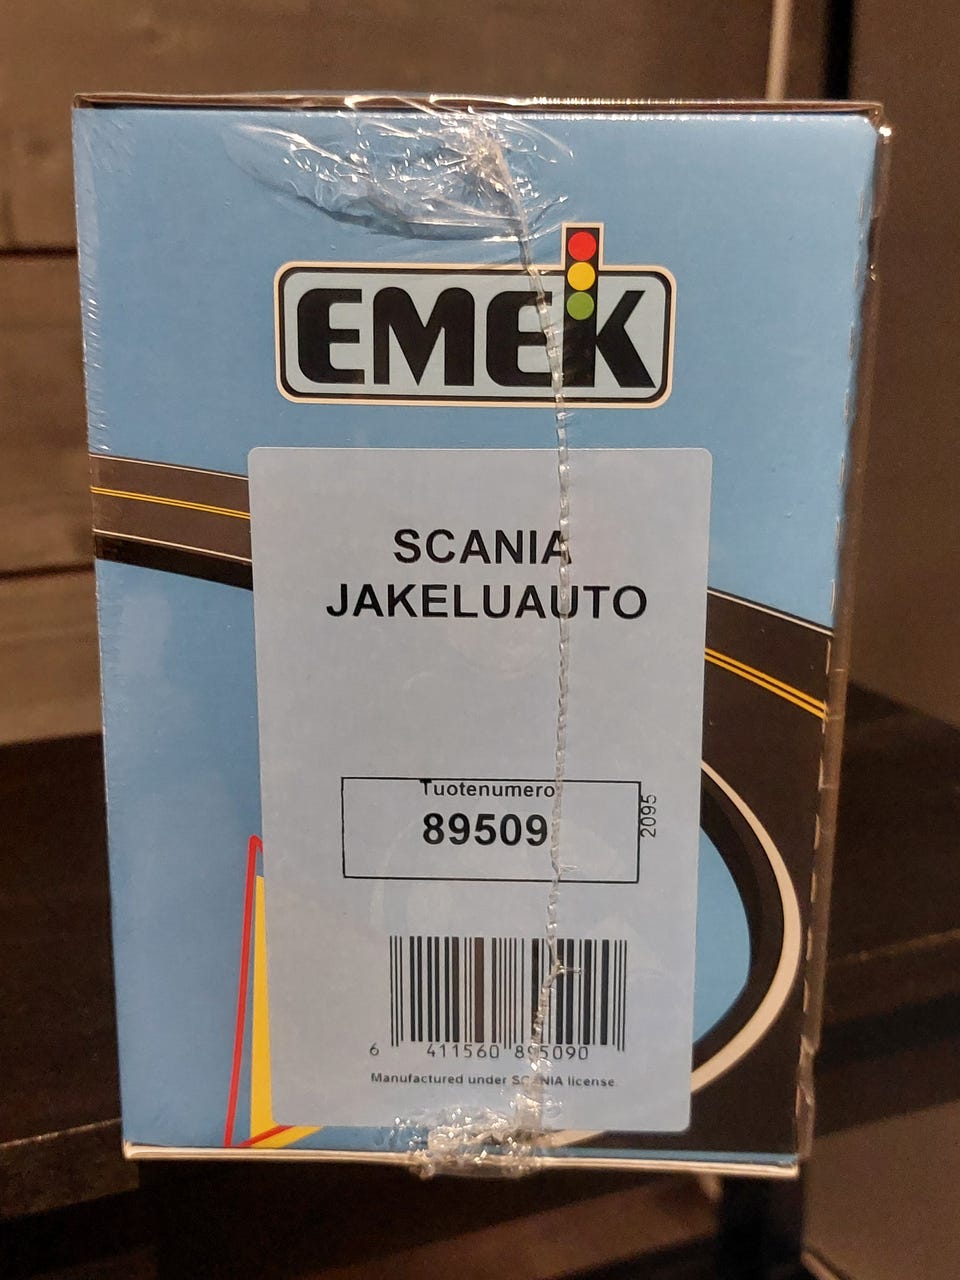 EMEK
SCANIA
JAKELUAUTO
Tuotenumero
89509
2095
6 411560 895090
Manufactured under SCANIA license.